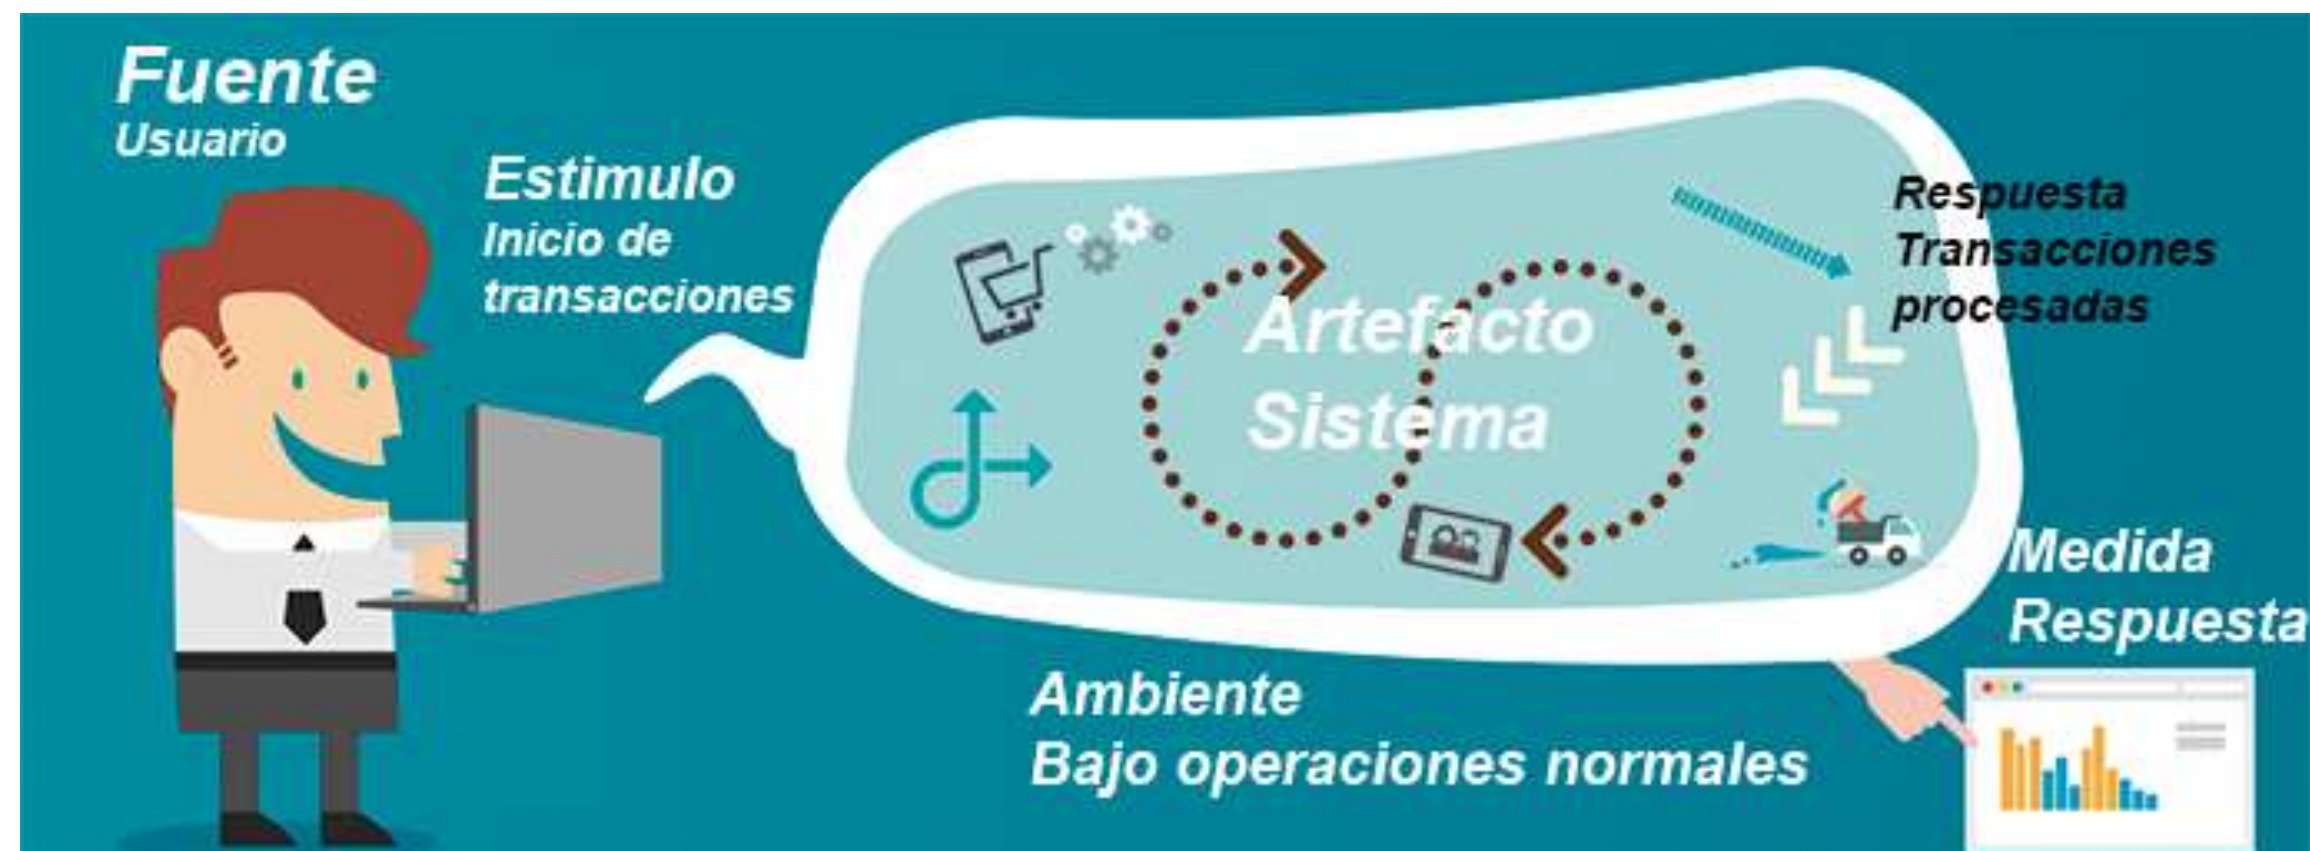 Fuente
Usuario
Estimulo
Inicio de
transacciones
Artefacto
Sistema
Respuesta
Transacciones
procesadas
Medida
Respuesta
Ambiente
Bajo operaciones normales